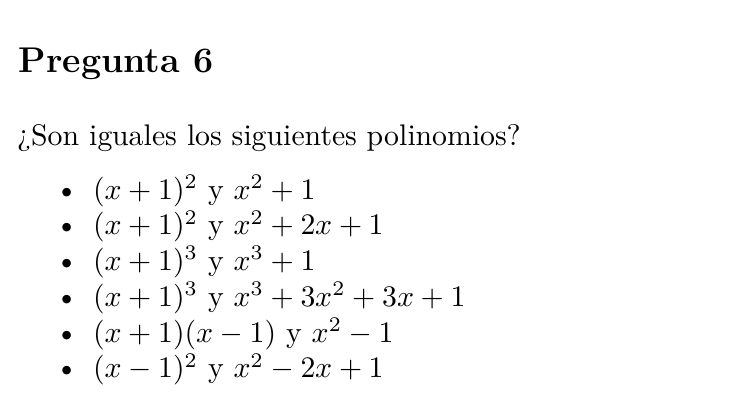 Pregunta 6
¿Son iguales los siguientes polinomios?
• (x + 1)² y x² + 1
• (x + 1)² y x² + 2x + 1
• (x + 1)³ y x³ + 1
• (x + 1)³ y x³ + 3x² + 3x + 1
• (x + 1)(x − 1) y x² − 1
• (x − 1)² y x² − 2x + 1